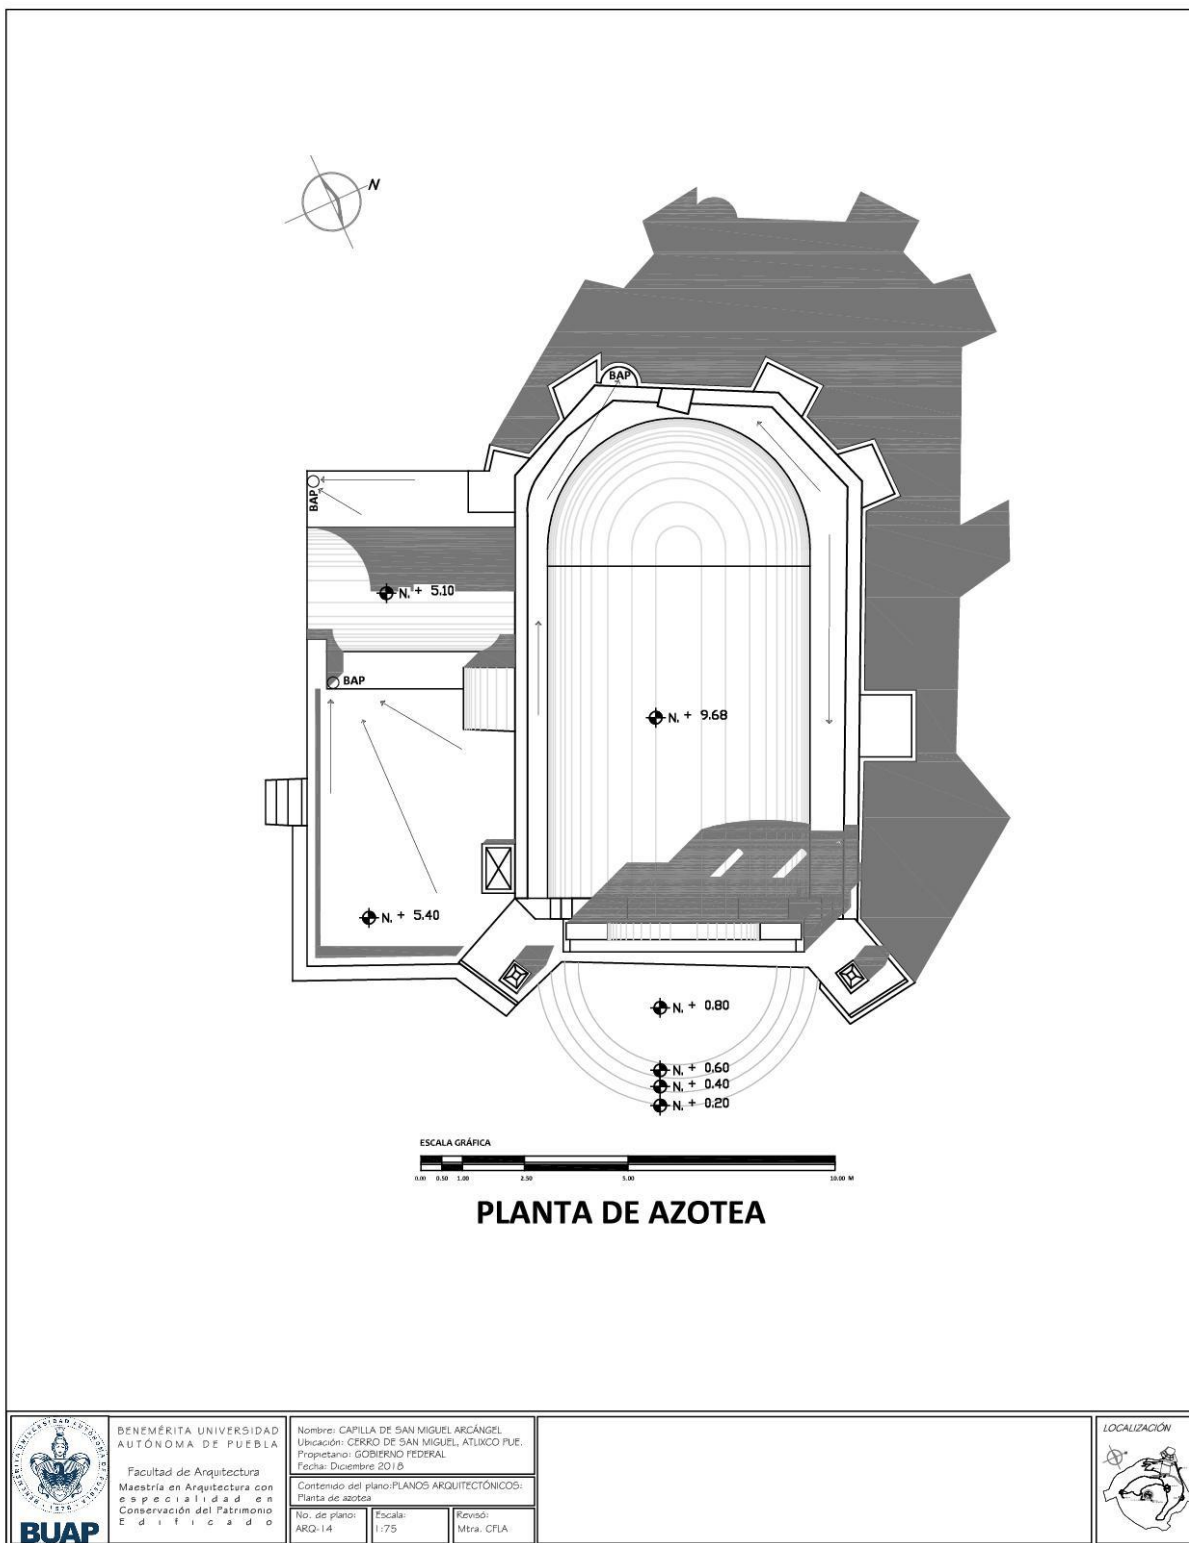 N
BAP
BAP
N. + 5.10
BAP
N. + 9.68
N. + 5.40
N. + 0.80
N. + 0.60
N. + 0.40
N. + 0.20
ESCALA GRÁFICA
0.00 0.50 1.00 2.50 5.00 10.00 M
PLANTA DE AZOTEA
BUAP
BENEMÉRITA UNIVERSIDAD
AUTÓNOMA DE PUEBLA
Facultad de Arquitectura
Maestría en Arquitectura con
especialidad en
Conservación del Patrimonio
Edificado
Nombre: CAPILLA DE SAN MIGUEL ARCÁNGEL
Ubicación: CERRO DE SAN MIGUEL, ATLIXCO PUE.
Propietario: GOBIERNO FEDERAL
Fecha: Diciembre 2018
Contenido del plano:PLANOS ARQUITECTÓNICOS:
Planta de azotea
No. de plano:
ARQ-14
Escala:
1:75
Revisó:
Mtra. CFLA
LOCALIZACIÓN